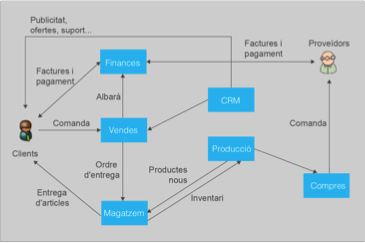 Publicitat,
ofertes, suport...
Factures i
pagament
Proveïdors
Finances
Factures i
pagament
Albarà
CRM
Comanda
Vendes
Comanda
Clients
Ordre
d'entrega
Producció
Productes
nous
Compres
Entrega
d'articles
Inventari
Magatzem